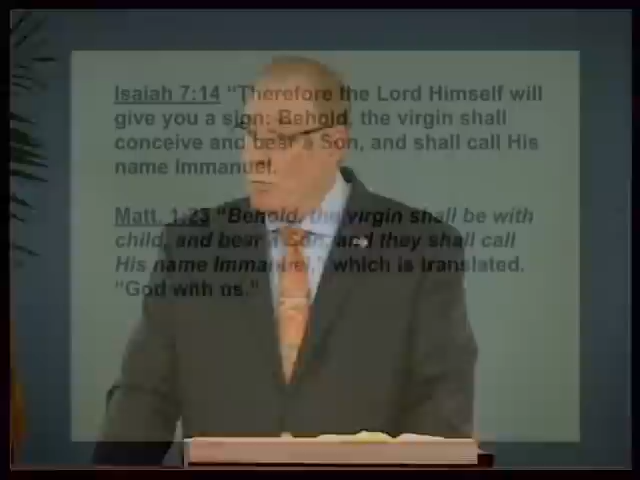 Isaiah 7:14 “Therefore the Lord Himself will
give you a sign: Behold, the virgin shall
conceive and bear a Son, and shall call His
name Immanuel.
Matt. 1:23 “Behold, the virgin shall be with
child, and bear a Son, and they shall call
His name Immanuel,” which is translated.
“God with us.”